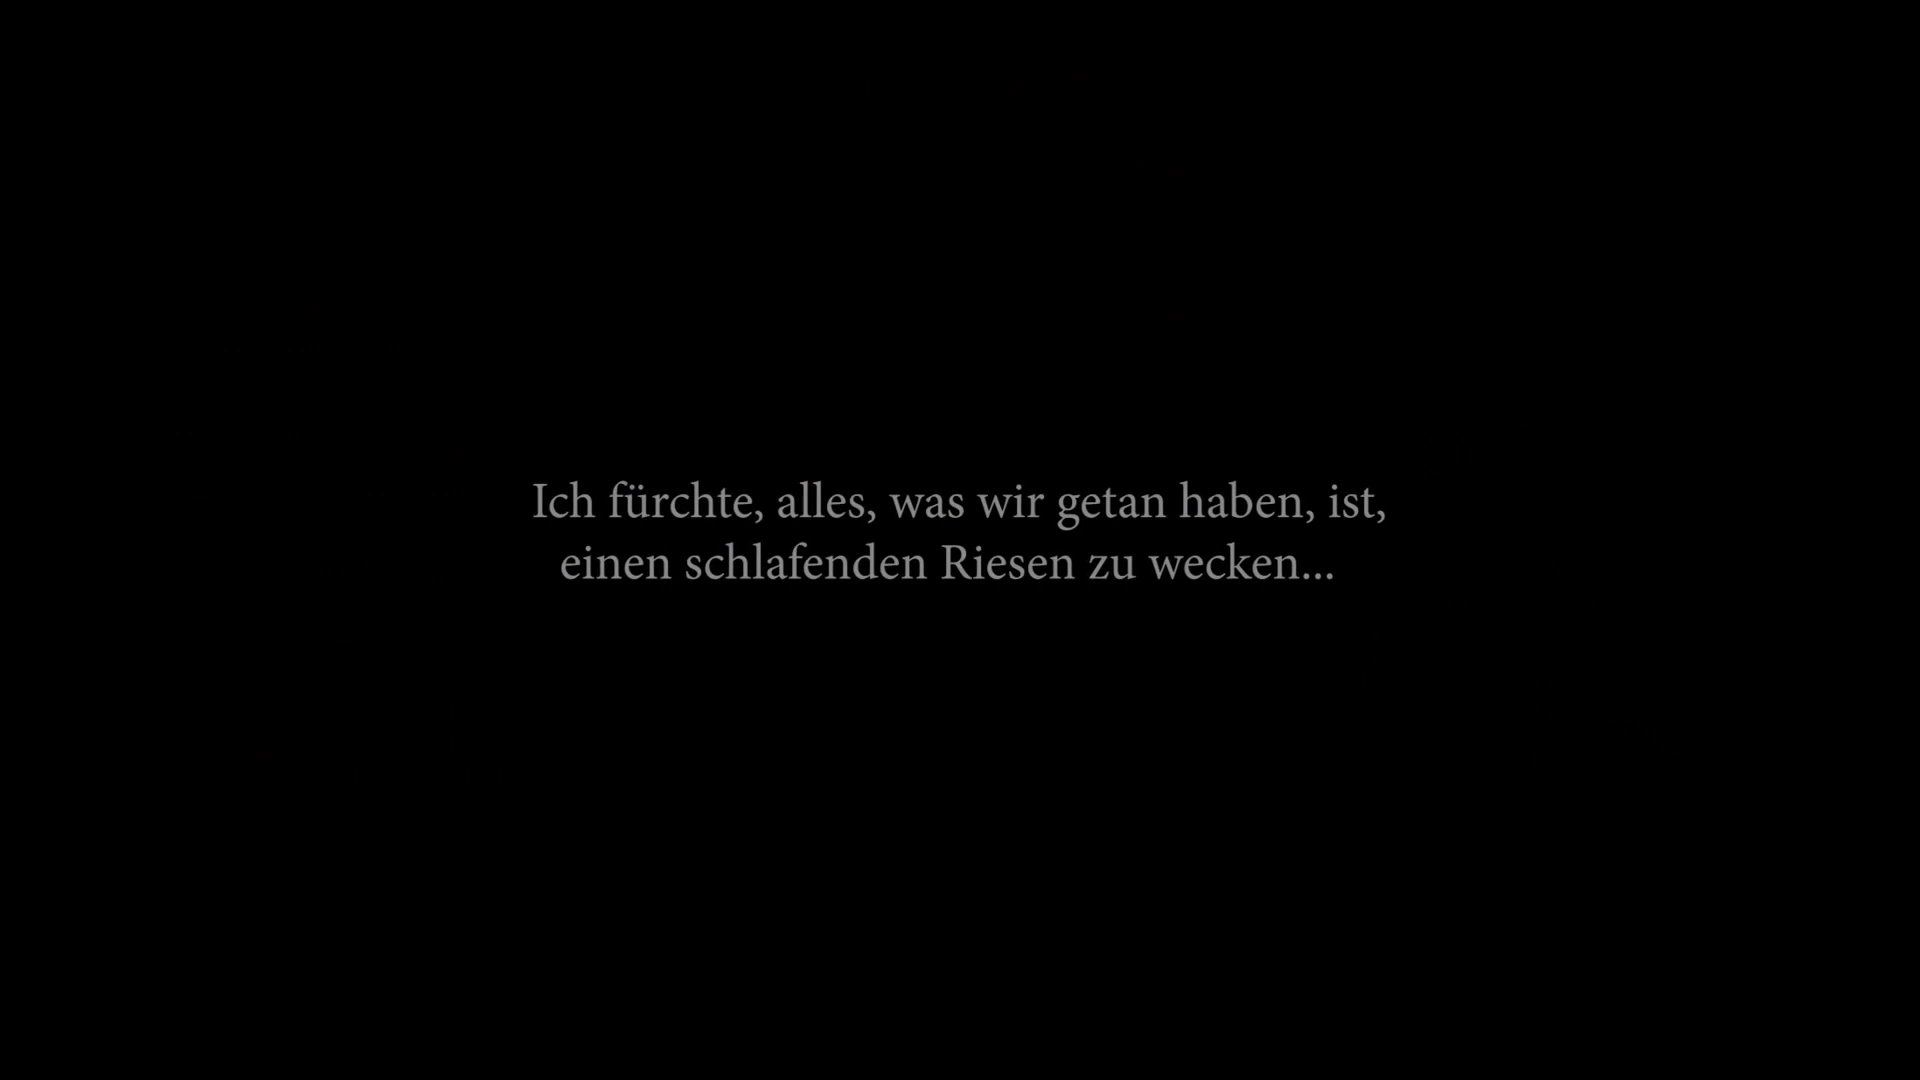 Ich fürchte, alles, was wir getan haben, ist,
einen schlafenden Riesen zu wecken...